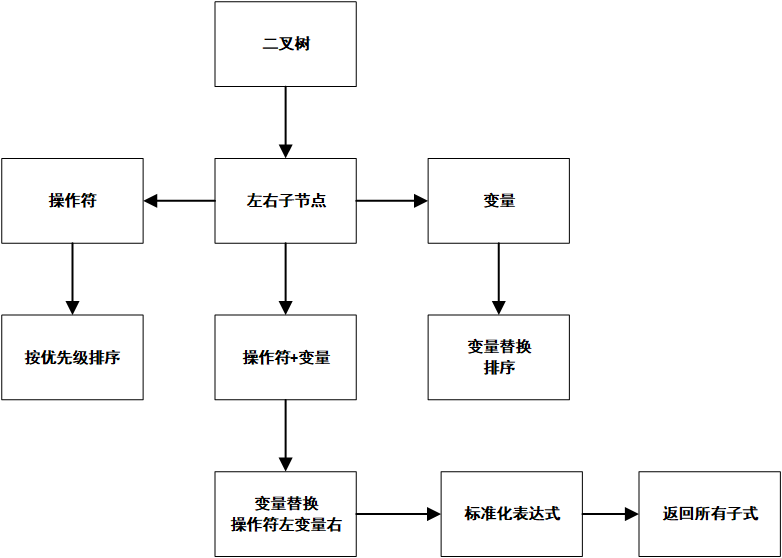 二叉树
操作符
左右子节点
变量
按优先级排序
操作符+变量
变量替换
排序
变量替换
操作符左变量右
标准化表达式
返回所有子式